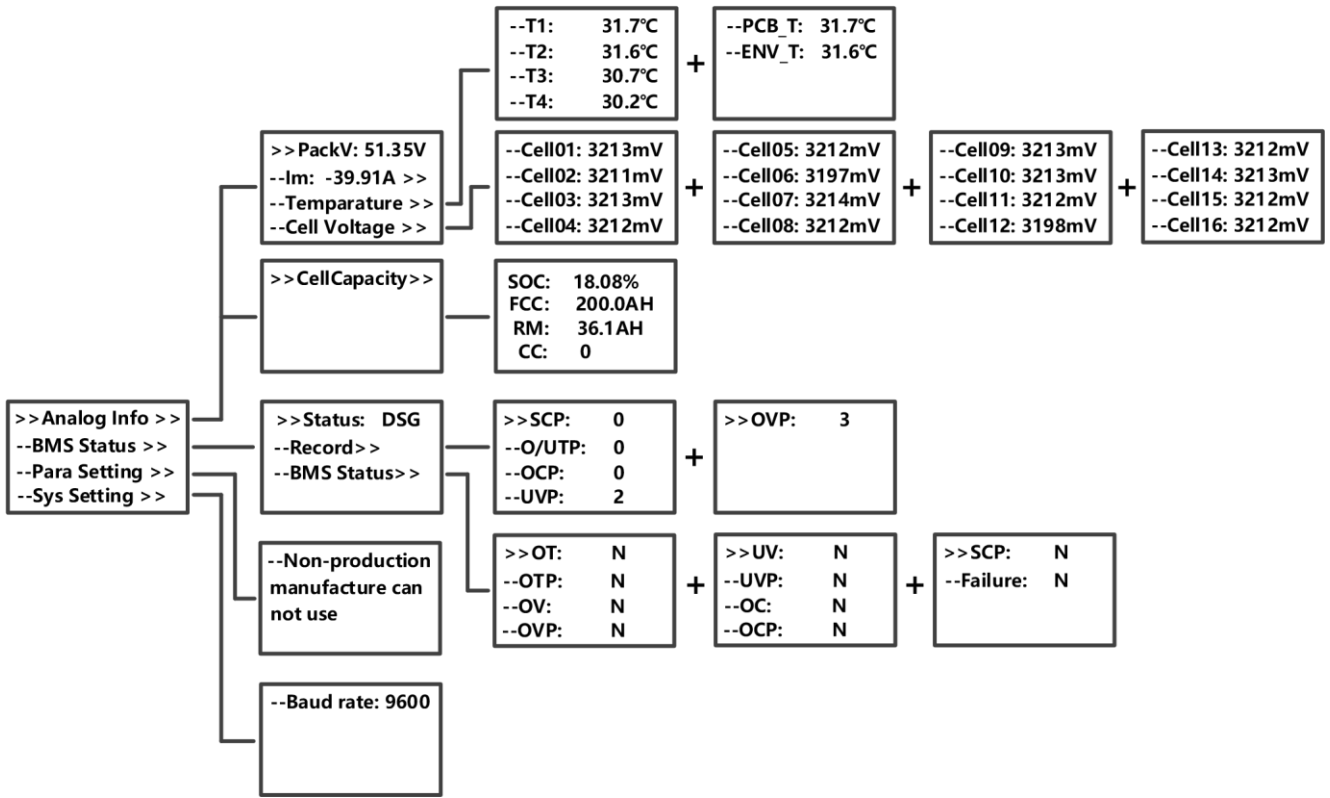 --T1: 31.7℃
--T2: 31.6℃
--T3: 30.7℃
--T4: 30.2℃
+
--PCB_T: 31.7℃
--ENV_T: 31.6℃
>>PackV: 51.35V
--Im: -39.91A >>
--Temparature >>
--Cell Voltage >>
--Cell01: 3213mV
--Cell02: 3211mV
--Cell03: 3213mV
--Cell04: 3212mV
+
--Cell05: 3212mV
--Cell06: 3197mV
--Cell07: 3214mV
--Cell08: 3212mV
+
--Cell09: 3213mV
--Cell10: 3213mV
--Cell11: 3212mV
--Cell12: 3198mV
+
--Cell13: 3212mV
--Cell14: 3213mV
--Cell15: 3212mV
--Cell16: 3212mV
>>CellCapacity>>
SOC: 18.08%
FCC: 200.0AH
RM: 36.1AH
CC: 0
>>Analog Info >>
--BMS Status >>
--Para Setting >>
--Sys Setting >>
>>Status: DSG
--Record>>
--BMS Status>>
>>SCP: 0
--O/UTP: 0
--OCP: 0
--UVP: 2
+
>>OVP: 3
>>OT: N
--OTP: N
--OV: N
--OVP: N
+
>>UV: N
--UVP: N
--OC: N
--OCP: N
+
>>SCP: N
--Failure: N
--Non-production
manufacture can
not use
--Baud rate: 9600